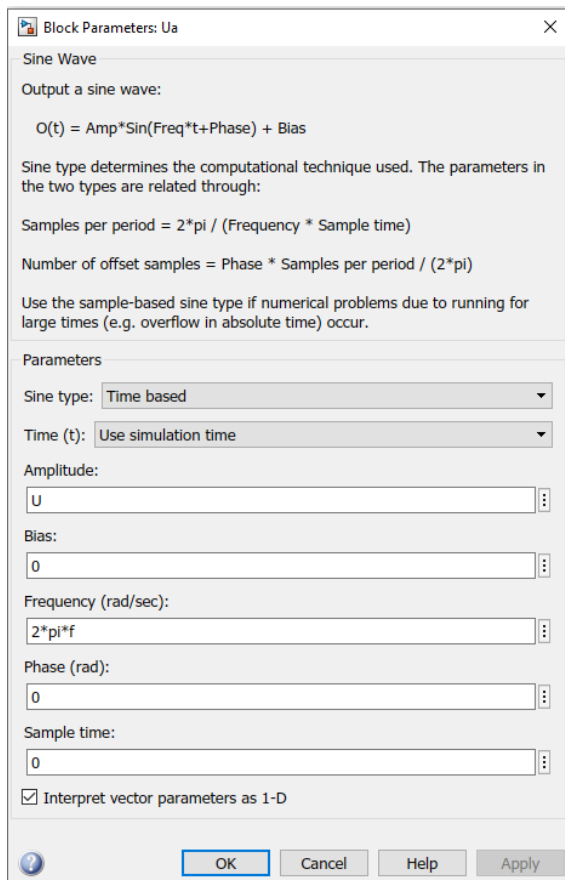 Block Parameters: Ua
Sine Wave
Output a sine wave:
O(t) = Amp*Sin(Freq*t+Phase) + Bias
Sine type determines the computational technique used. The parameters in
the two types are related through:
Samples per period = 2*pi / (Frequency * Sample time)
Number of offset samples = Phase * Samples per period / (2*pi)
Use the sample-based sine type if numerical problems due to running for
large times (e.g. overflow in absolute time) occur.
Parameters
Sine type: Time based
Time (t): Use simulation time
Amplitude:
U
Bias:
0
Frequency (rad/sec):
2*pi*f
Phase (rad):
0
Sample time:
0
Interpret vector parameters as 1-D
OK Cancel Help Apply